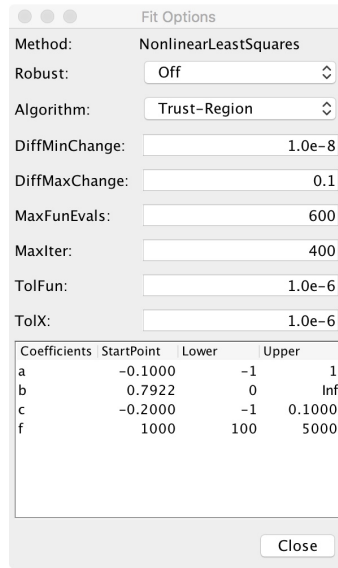 Fit Options
Method: NonlinearLeastSquares
Robust: Off
Algorithm: Trust-Region
DiffMinChange: 1.0e-8
DiffMaxChange: 0.1
MaxFunEvals: 600
MaxIter: 400
TolFun: 1.0e-6
TolX: 1.0e-6
Coefficients StartPoint Lower Upper
a -0.1000 -1 1
b 0.7922 0 Inf
c -0.2000 -1 0.1000
f 1000 100 5000
Close